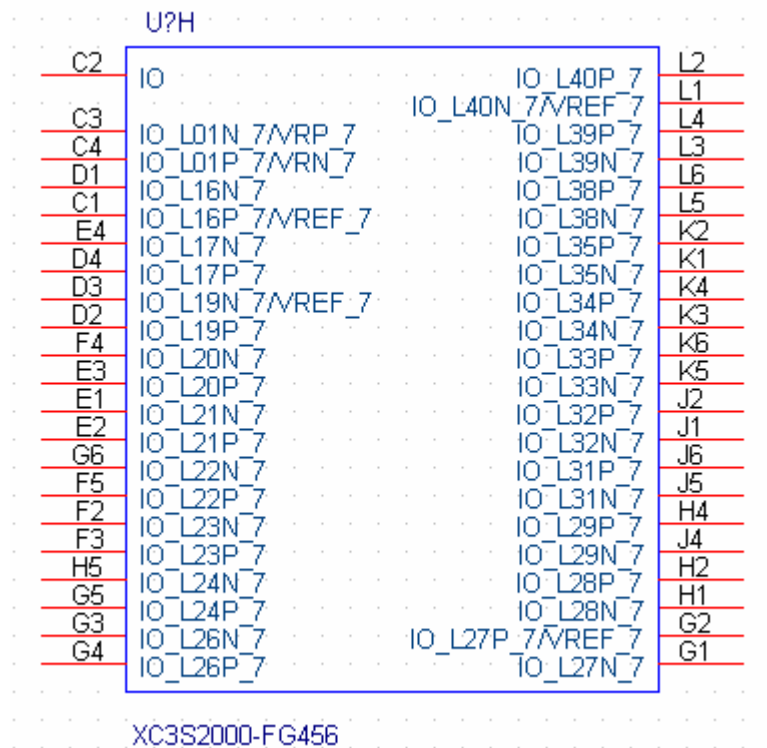 U?H
C2 IO IO_L40P_7 L2
IO_L40N_7/VREF_7 L1
C3 IO_L01N_7/VRP_7 IO_L39P_7 L4
C4 IO_L01P_7/VRN_7 IO_L39N_7 L3
D1 IO_L16N_7 IO_L38P_7 L6
C1 IO_L16P_7/VREF_7 IO_L38N_7 L5
E4 IO_L17N_7 IO_L35P_7 K2
D4 IO_L17P_7 IO_L35N_7 K1
D3 IO_L19N_7/VREF_7 IO_L34P_7 K4
D2 IO_L19P_7 IO_L34N_7 K3
F4 IO_L20N_7 IO_L33P_7 K6
E3 IO_L20P_7 IO_L33N_7 K5
E1 IO_L21N_7 IO_L32P_7 J2
E2 IO_L21P_7 IO_L32N_7 J1
G6 IO_L22N_7 IO_L31P_7 J6
F5 IO_L22P_7 IO_L31N_7 J5
F2 IO_L23N_7 IO_L29P_7 H4
F3 IO_L23P_7 IO_L29N_7 J4
H5 IO_L24N_7 IO_L28P_7 H2
G5 IO_L24P_7 IO_L28N_7 H1
G3 IO_L26N_7 IO_L27P_7/VREF_7 G2
G4 IO_L26P_7 IO_L27N_7 G1
XC3S2000-FG456